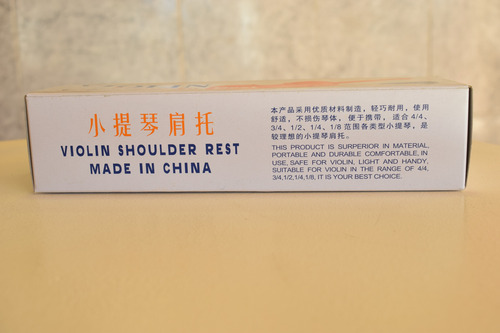 小提琴肩托
VIOLIN SHOULDER REST
MADE IN CHINA
本产品采用优质材料制造，轻巧耐用，使用
舒适，不损伤琴体，便于携带，适合4/4、
3/4、1/2、1/4、1/8 范围各类型小提琴，是
较理想的小提琴肩托。
THIS PRODUCT IS SURPERIOR IN MATERIAL,
PORTABLE AND DURABLE COMFORTABLE, IN
USE, SAFE FOR VIOLIN, LIGHT AND HANDY,
SUITABLE FOR VIOLIN IN THE RANGE OF 4/4,
3/4,1/2,1/4,1/8, IT IS YOUR BEST CHOICE.